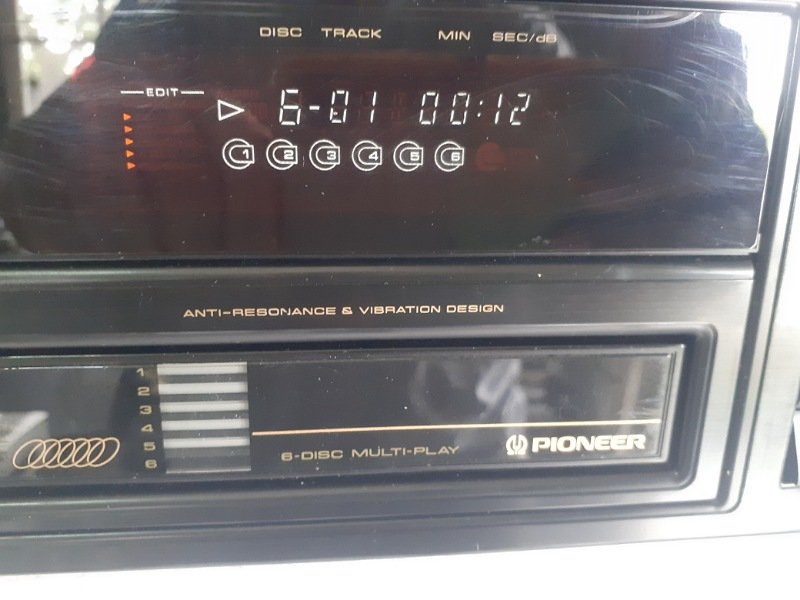 DISC TRACK MIN SEC/dB
EDIT
6-01 00:12
1 2 3 4 5 6
ANTI-RESONANCE & VIBRATION DESIGN
1
2
3
4
5
6
6-DISC MULTI-PLAY
PIONEER